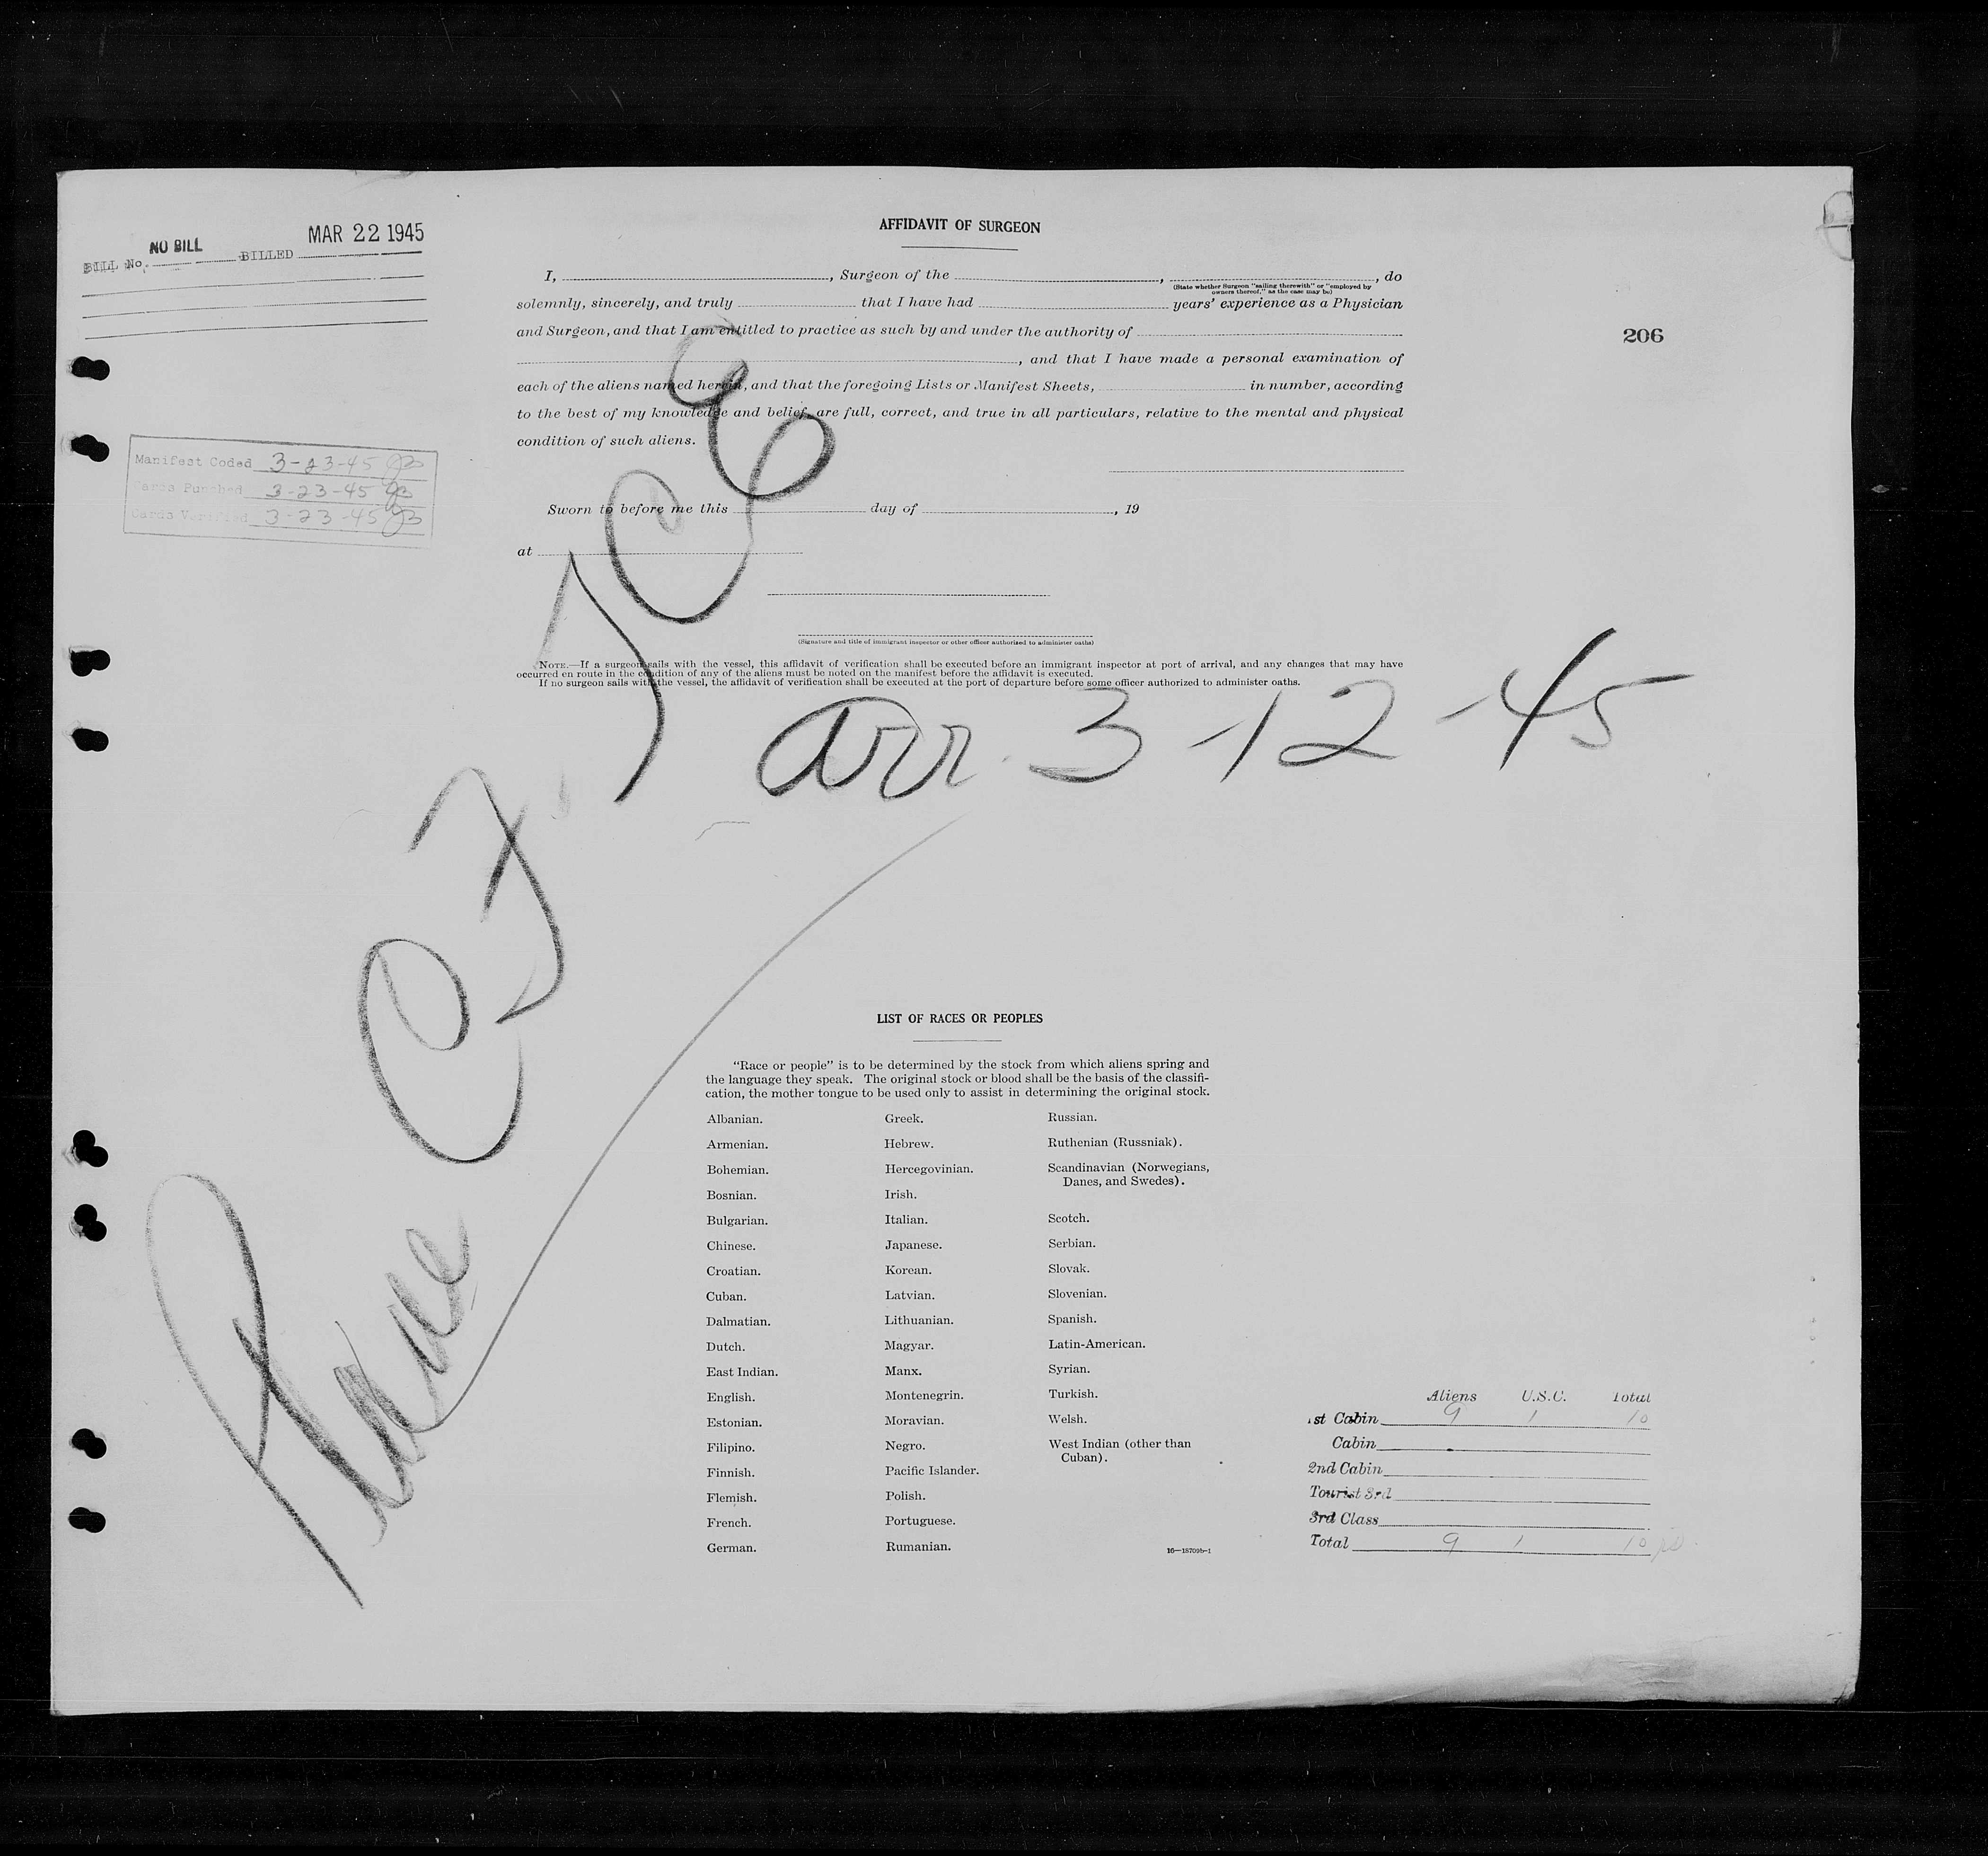 NO BILL
MAR 22 1945
BILL No. BILLED
206
Manifest Coded 3-23-45
Cards Punched 3-23-45
Cards Verified 3-23-45
AFFIDAVIT OF SURGEON
I, , Surgeon of the , , do
(State whether Surgeon "sailing therewith" or "employed by
owners thereof," as the case may be)
solemnly, sincerely, and truly that I have had years' experience as a Physician
and Surgeon, and that I am entitled to practice as such by and under the authority of
, and that I have made a personal examination of
each of the aliens named herein, and that the foregoing Lists or Manifest Sheets, in number, according
to the best of my knowledge and belief, are full, correct, and true in all particulars, relative to the mental and physical
condition of such aliens.
Sworn to before me this day of , 19
at
(Signature and title of immigrant inspector or other officer authorized to administer oaths)
NOTE.—If a surgeon sails with the vessel, this affidavit of verification shall be executed before an immigrant inspector at port of arrival, and any changes that may have
occurred en route in the condition of any of the aliens must be noted on the manifest before the affidavit is executed.
If no surgeon sails with the vessel, the affidavit of verification shall be executed at the port of departure before some officer authorized to administer oaths.
Plane CF.
arr. 3-12-45
LIST OF RACES OR PEOPLES
"Race or people" is to be determined by the stock from which aliens spring and
the language they speak. The original stock or blood shall be the basis of the classifi-
cation, the mother tongue to be used only to assist in determining the original stock.
Albanian.
Armenian.
Bohemian.
Bosnian.
Bulgarian.
Chinese.
Croatian.
Cuban.
Dalmatian.
Dutch.
East Indian.
English.
Estonian.
Filipino.
Finnish.
Flemish.
French.
German.
Greek.
Hebrew.
Hercegovinian.
Irish.
Italian.
Japanese.
Korean.
Latvian.
Lithuanian.
Magyar.
Manx.
Montenegrin.
Moravian.
Negro.
Pacific Islander.
Polish.
Portuguese.
Rumanian.
Russian.
Ruthenian (Russniak).
Scandinavian (Norwegians,
Danes, and Swedes).
Scotch.
Serbian.
Slovak.
Slovenian.
Spanish.
Latin-American.
Syrian.
Turkish.
Welsh.
West Indian (other than
Cuban).
16—18709b-1
Aliens U.S.C. Total
1st Cabin 9 1 10
Cabin
2nd Cabin
Tourist 3rd
3rd Class
Total 9 1 10